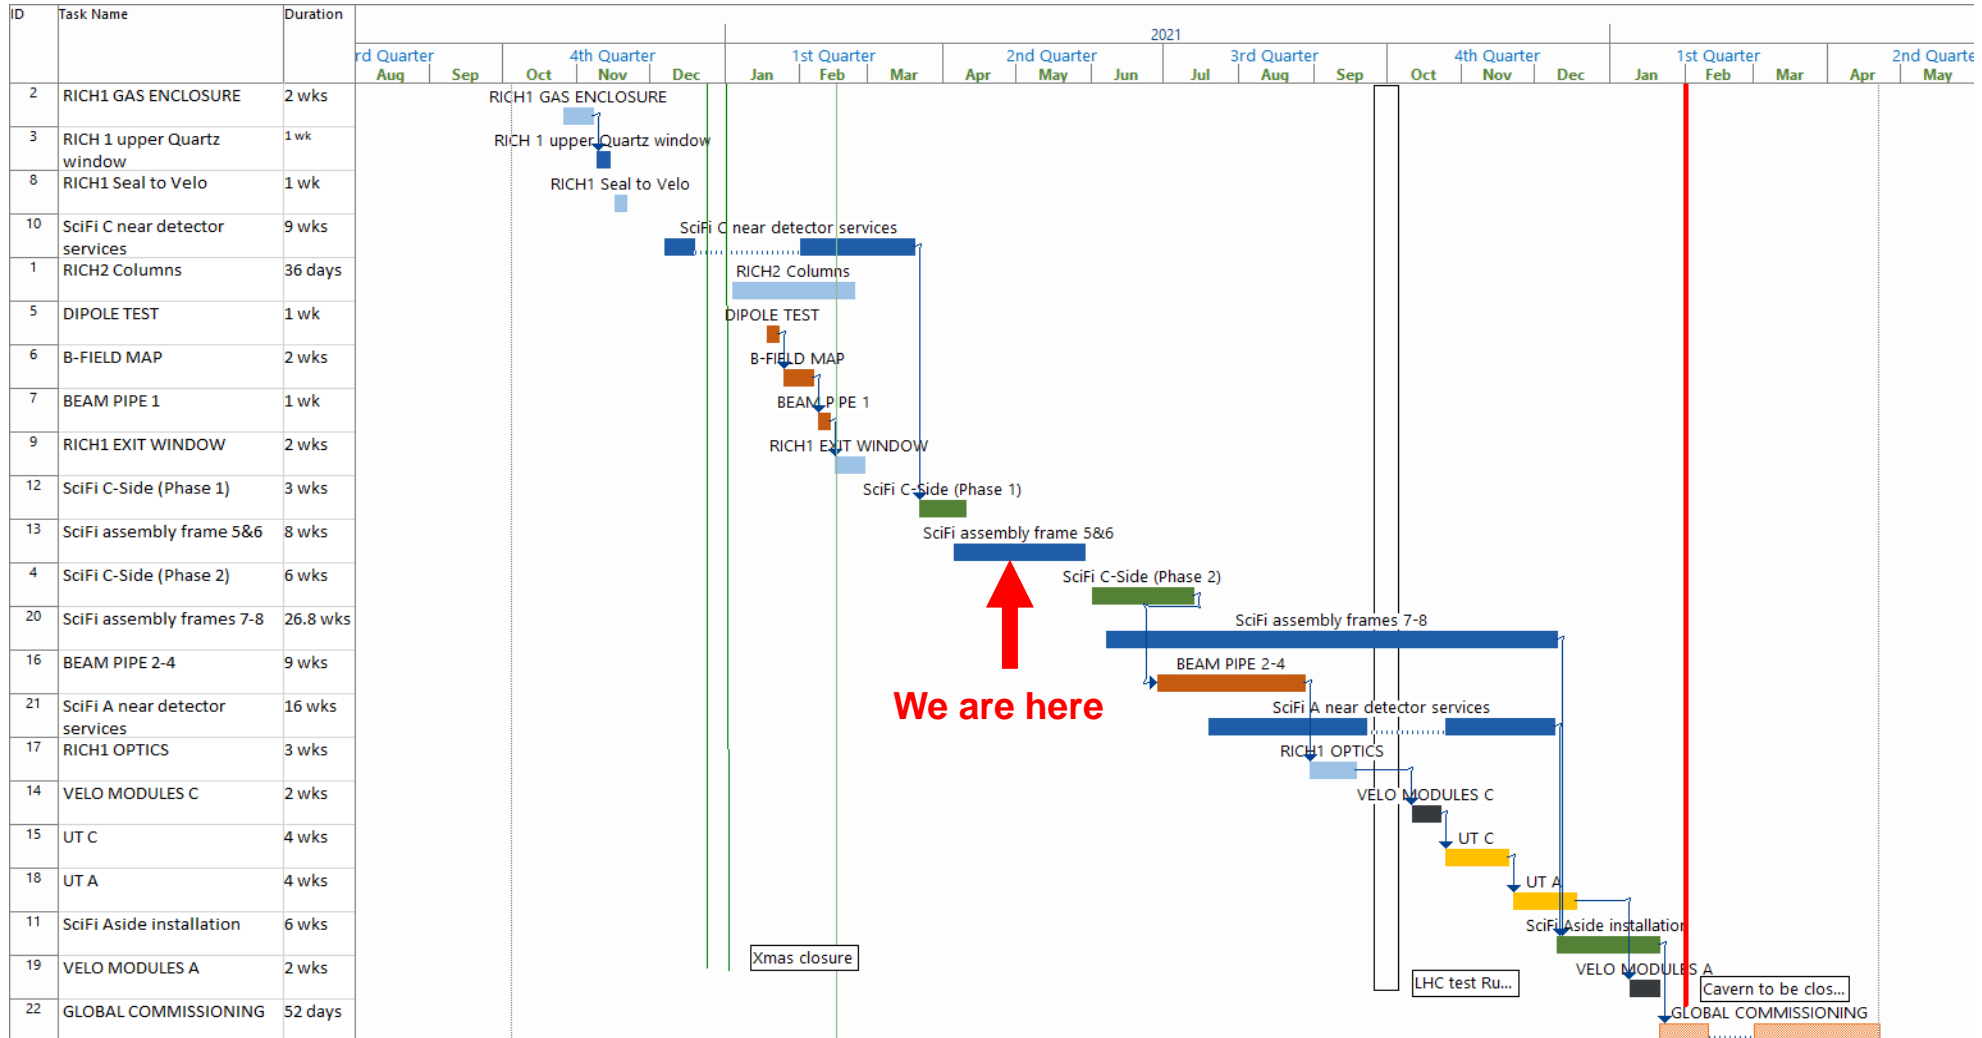 ID Task Name Duration
2021
rd Quarter 4th Quarter 1st Quarter 2nd Quarter 3rd Quarter 4th Quarter 1st Quarter 2nd Quarte
Aug Sep Oct Nov Dec Jan Feb Mar Apr May Jun Jul Aug Sep Oct Nov Dec Jan Feb Mar Apr May
2 RICH1 GAS ENCLOSURE 2 wks RICH1 GAS ENCLOSURE
3 RICH 1 upper Quartz 1 wk RICH 1 upper Quartz window
window
8 RICH1 Seal to Velo 1 wk RICH1 Seal to Velo
10 SciFi C near detector 9 wks SciFi C near detector services
services
1 RICH2 Columns 36 days RICH2 Columns
5 DIPOLE TEST 1 wk DIPOLE TEST
6 B-FIELD MAP 2 wks B-FIELD MAP
7 BEAM PIPE 1 1 wk BEAM PIPE 1
9 RICH1 EXIT WINDOW 2 wks RICH1 EXIT WINDOW
12 SciFi C-Side (Phase 1) 3 wks SciFi C-Side (Phase 1)
13 SciFi assembly frame 5&6 8 wks SciFi assembly frame 5&6
4 SciFi C-Side (Phase 2) 6 wks SciFi C-Side (Phase 2)
20 SciFi assembly frames 7-8 26.8 wks SciFi assembly frames 7-8
16 BEAM PIPE 2-4 9 wks BEAM PIPE 2-4
We are here
21 SciFi A near detector 16 wks SciFi A near detector services
services
17 RICH1 OPTICS 3 wks RICH1 OPTICS
14 VELO MODULES C 2 wks VELO MODULES C
15 UT C 4 wks UT C
18 UT A 4 wks UT A
11 SciFi Aside installation 6 wks SciFi Aside installation
Xmas closure
19 VELO MODULES A 2 wks VELO MODULES A
LHC test Ru... Cavern to be clos...
22 GLOBAL COMMISSIONING 52 days GLOBAL COMMISSIONING